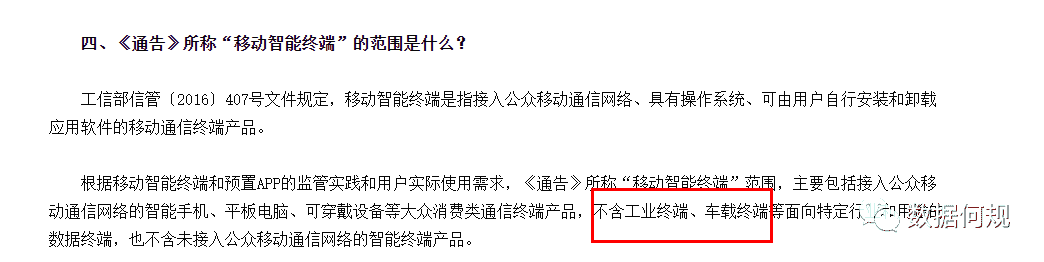 四、《通告》所称“移动智能终端”的范围是什么？
工信部信管〔2016〕407号文件规定，移动智能终端是指接入公众移动通信网络、具有操作系统、可由用户自行安装和卸载
应用软件的移动通信终端产品。
根据移动智能终端和预置APP的监管实践和用户实际使用需求，《通告》所称“移动智能终端”范围，主要包括接入公众移
动通信网络的智能手机、平板电脑、可穿戴设备等大众消费类通信终端产品，不含工业终端、车载终端等面向特定行业和用途的
数据终端，也不含未接入公众移动通信网络的智能终端产品。
数据何规